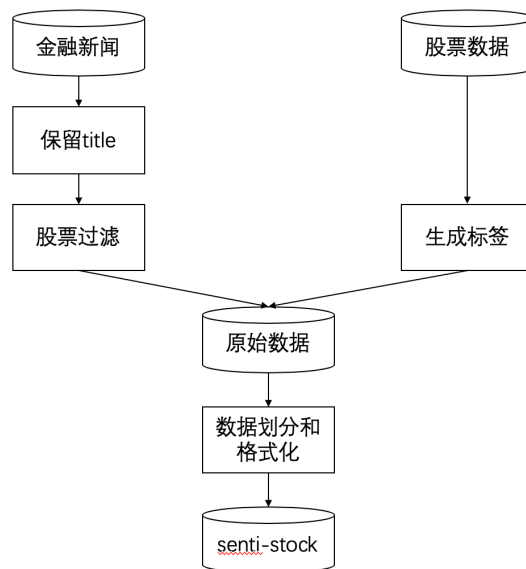 金融新闻
股票数据
保留title
股票过滤
生成标签
原始数据
数据划分和
格式化
senti-stock